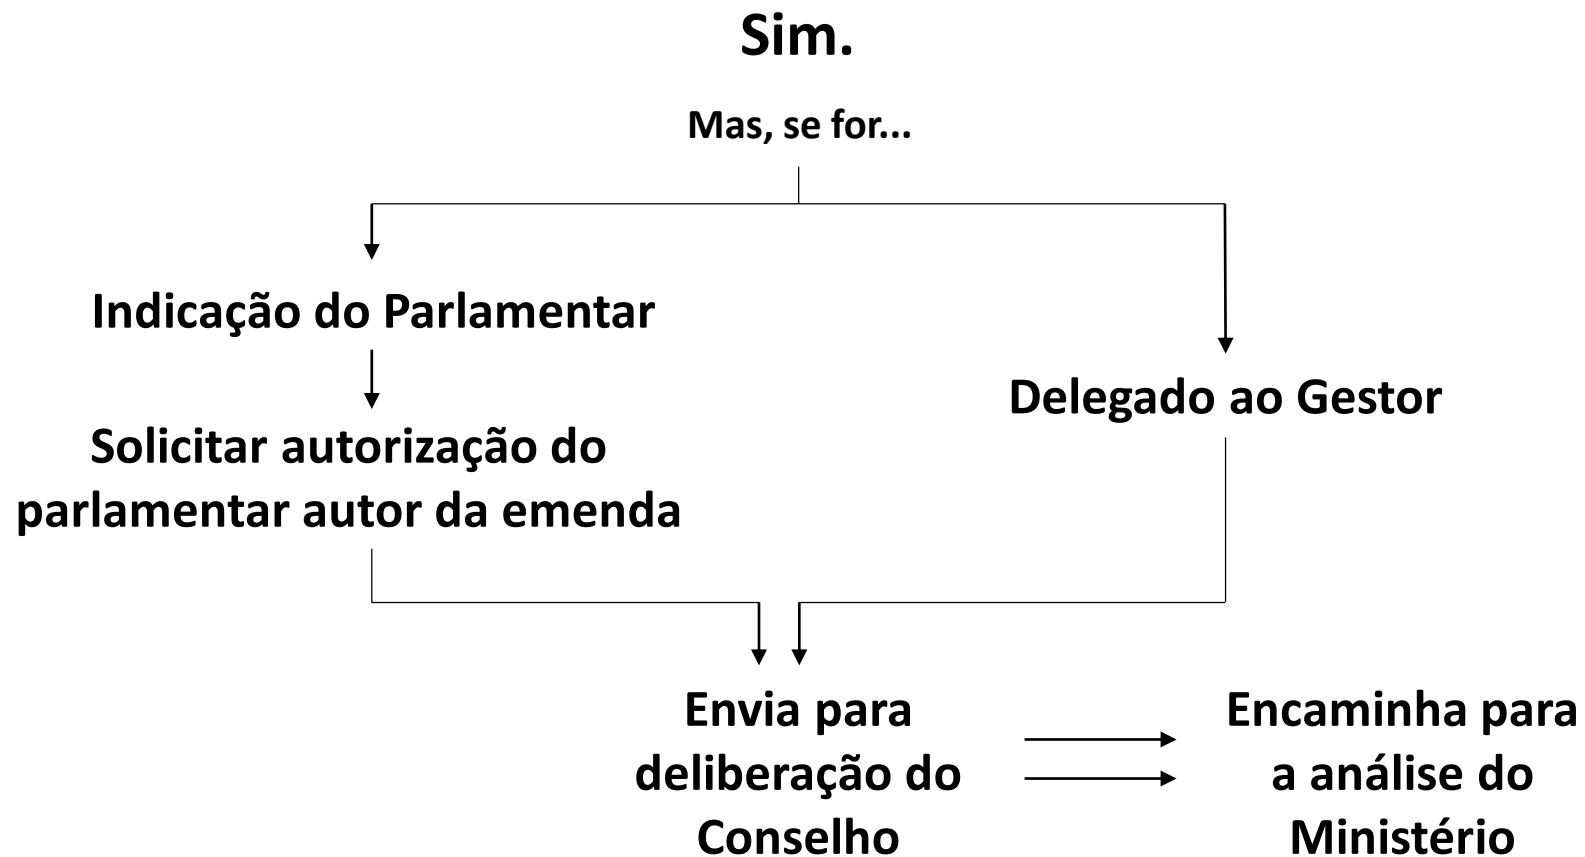 Sim.
Mas, se for...
Indicação do Parlamentar
Solicitar autorização do
parlamentar autor da emenda
Delegado ao Gestor
Envia para
deliberação do
Conselho
Encaminha para
a análise do
Ministério